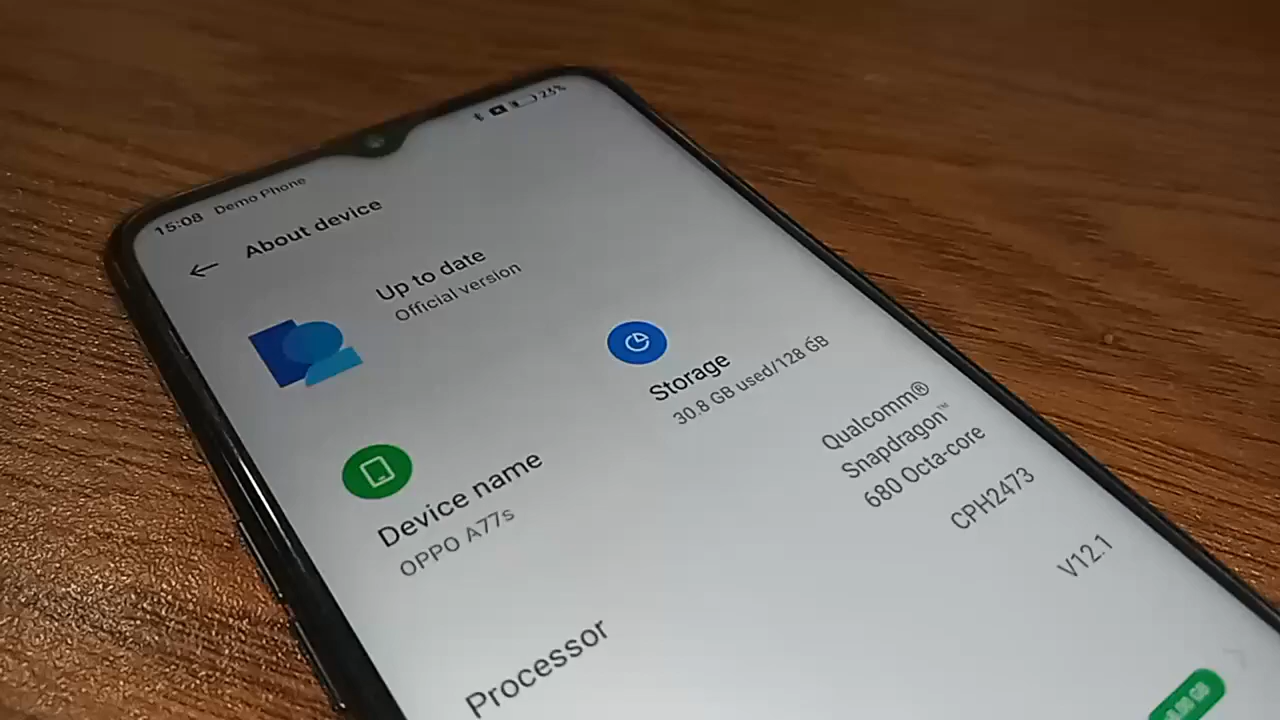 15:08 Demo Phone
23%
About device
Up to date
Official version
Storage
30.8 GB used/128 GB
Device name
OPPO A77s
Processor
Qualcomm®
Snapdragon™
680 Octa-core
CPH2473
V12.1